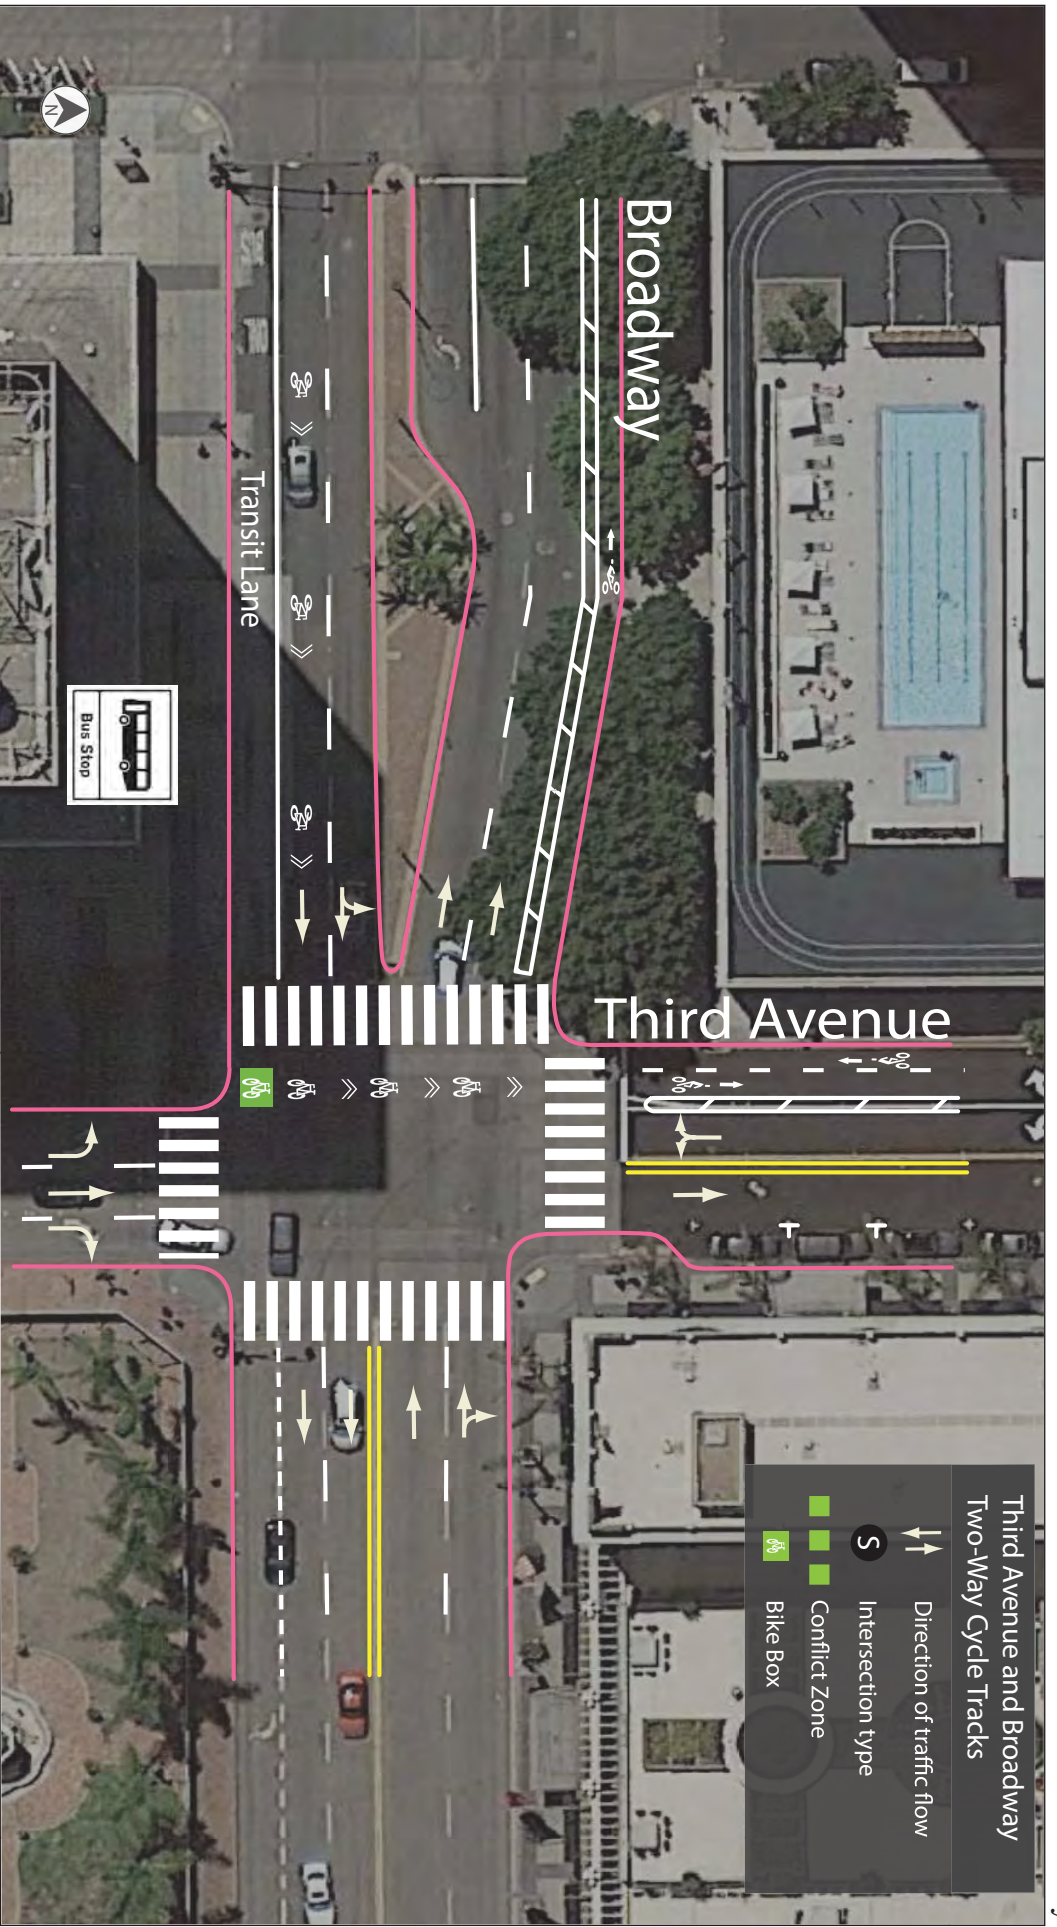 Third Avenue and Broadway
Two-Way Cycle Tracks
Direction of traffic flow
S
Intersection type
Conflict Zone
Bike Box
Broadway
Third Avenue
Transit Lane
Bus Stop
N